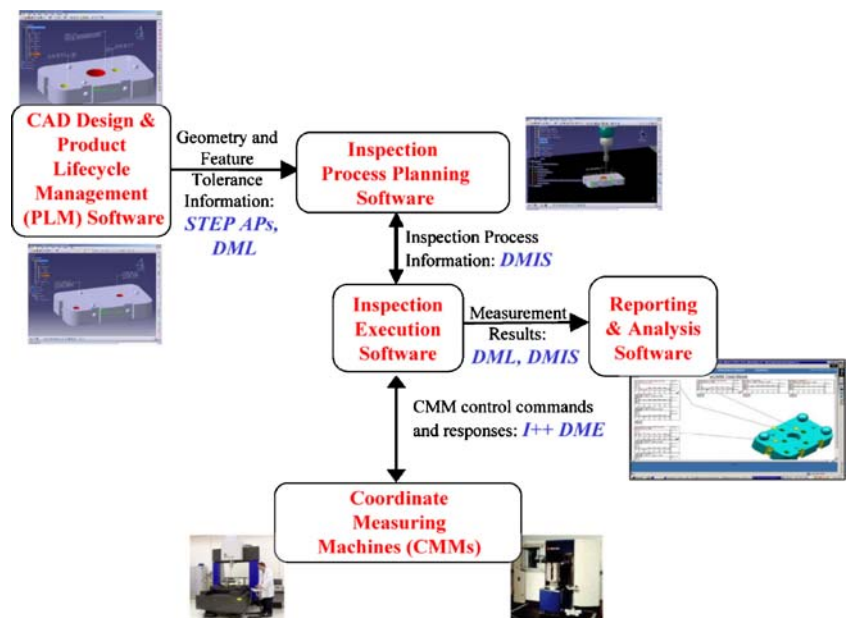 CAD Design &
Product
Lifecycle
Management
(PLM) Software
Geometry and
Feature
Tolerance
Information:
STEP APs,
DML
Inspection
Process Planning
Software
Inspection Process
Information: DMIS
Inspection
Execution
Software
Measurement
Results:
DML, DMIS
Reporting
& Analysis
Software
CMM control commands
and responses: I++ DME
Coordinate
Measuring
Machines (CMMs)